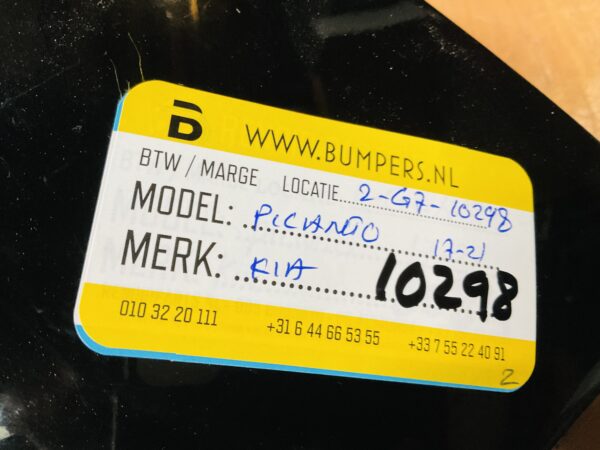 B WWW.BUMPERS.NL
BTW / MARGE LOCATIE 2-G7-10298
MODEL: PICANTO 17-21
MERK: KIA 10298
010 32 20 111 +31 6 44 66 53 55 +33 7 55 22 40 91
2